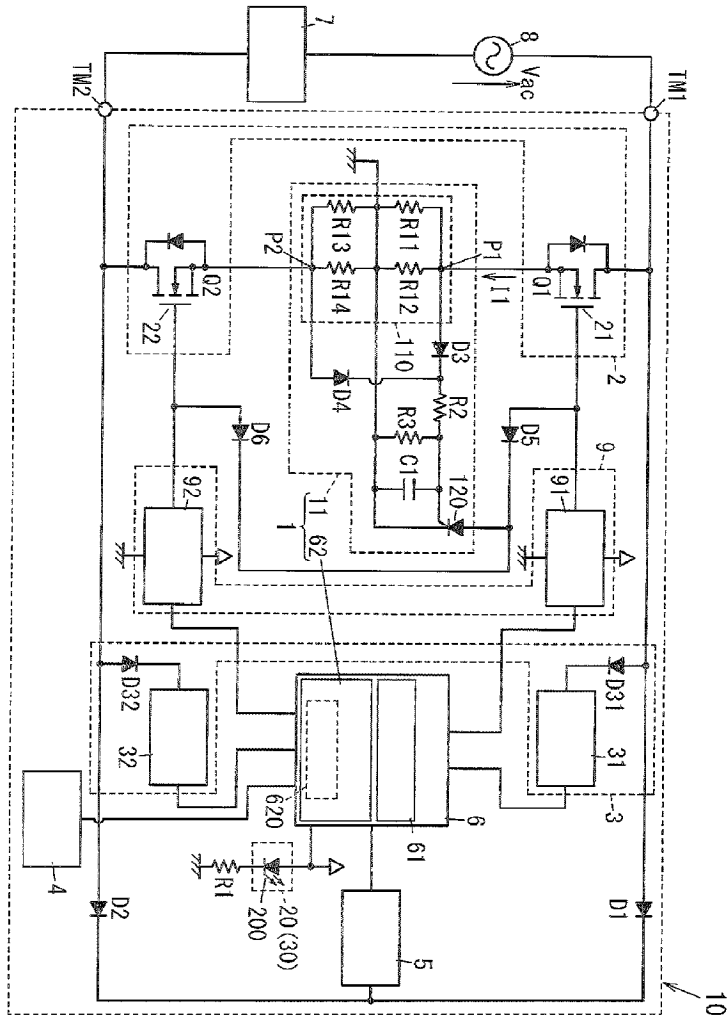 10
TM1
D1
21
Q1
2
I1
P1
8
Vac
7
TM2
R11
R12
R13
R14
P2
110
D3
D4
R2
R3
C1
120
D5
D6
11
1
62
Q2
22
9
91
92
D31
31
3
D32
32
6
61
620
5
20(30)
200
R1
4
D2